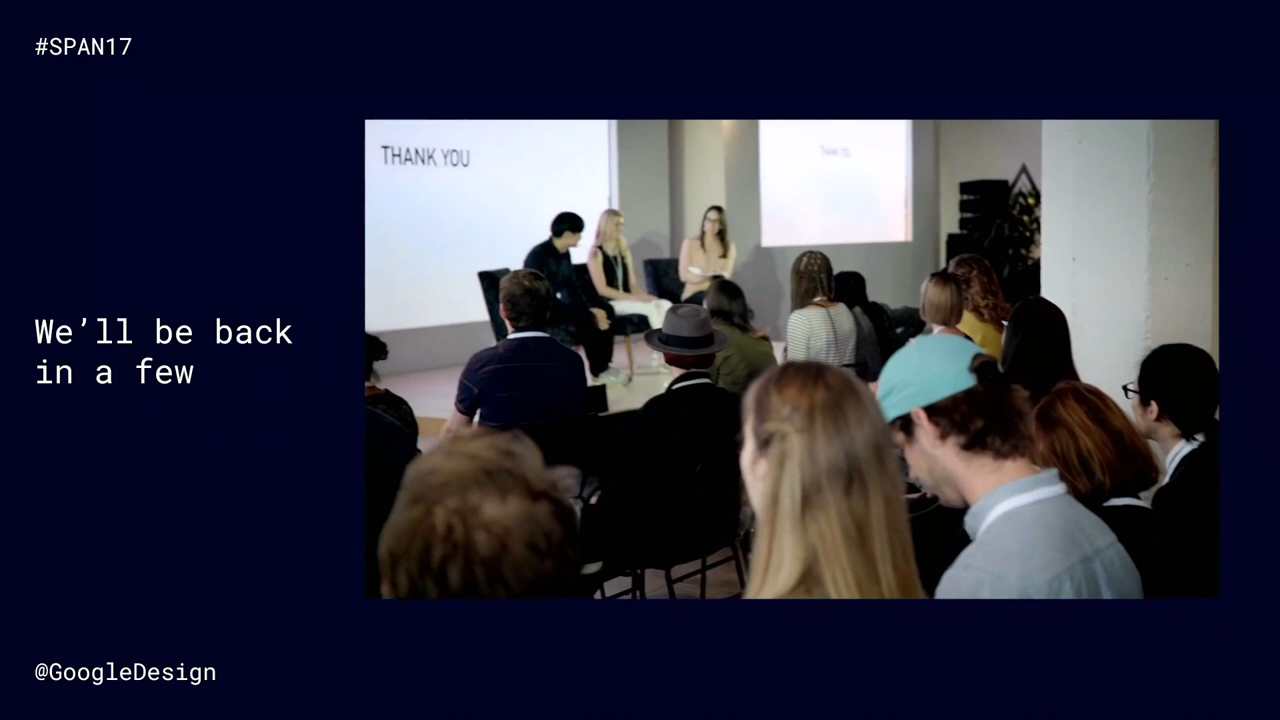 #SPAN17
THANK YOU
We’ll be back
in a few
@GoogleDesign